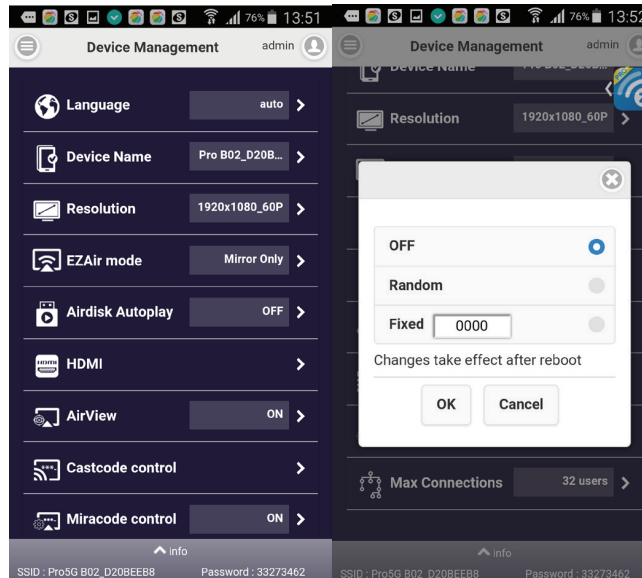 76% 13:51
Device Management
admin
Language
auto
Device Name
Pro B02_D20B...
Resolution
1920x1080_60P
EZAir mode
Mirror Only
Airdisk Autoplay
OFF
HDMI
AirView
ON
Castcode control
Miracode control
ON
info
SSID : Pro5G B02_D20BEEB8
Password : 33273462
76% 13:52
Device Management
admin
Device Name
Resolution
1920x1080_60P
OFF
Random
Fixed
0000
Changes take effect after reboot
OK
Cancel
Max Connections
32 users
info
SSID : Pro5G B02_D20BEEB8
Password : 33273462